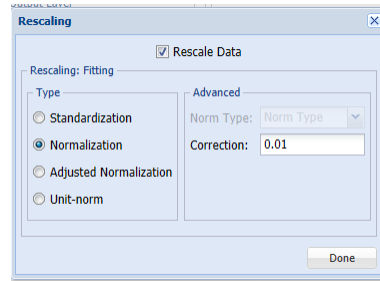 Output Layer
Rescaling
Rescale Data
Rescaling: Fitting
Type
Standardization
Normalization
Adjusted Normalization
Unit-norm
Advanced
Norm Type: Norm Type
Correction: 0.01
Done